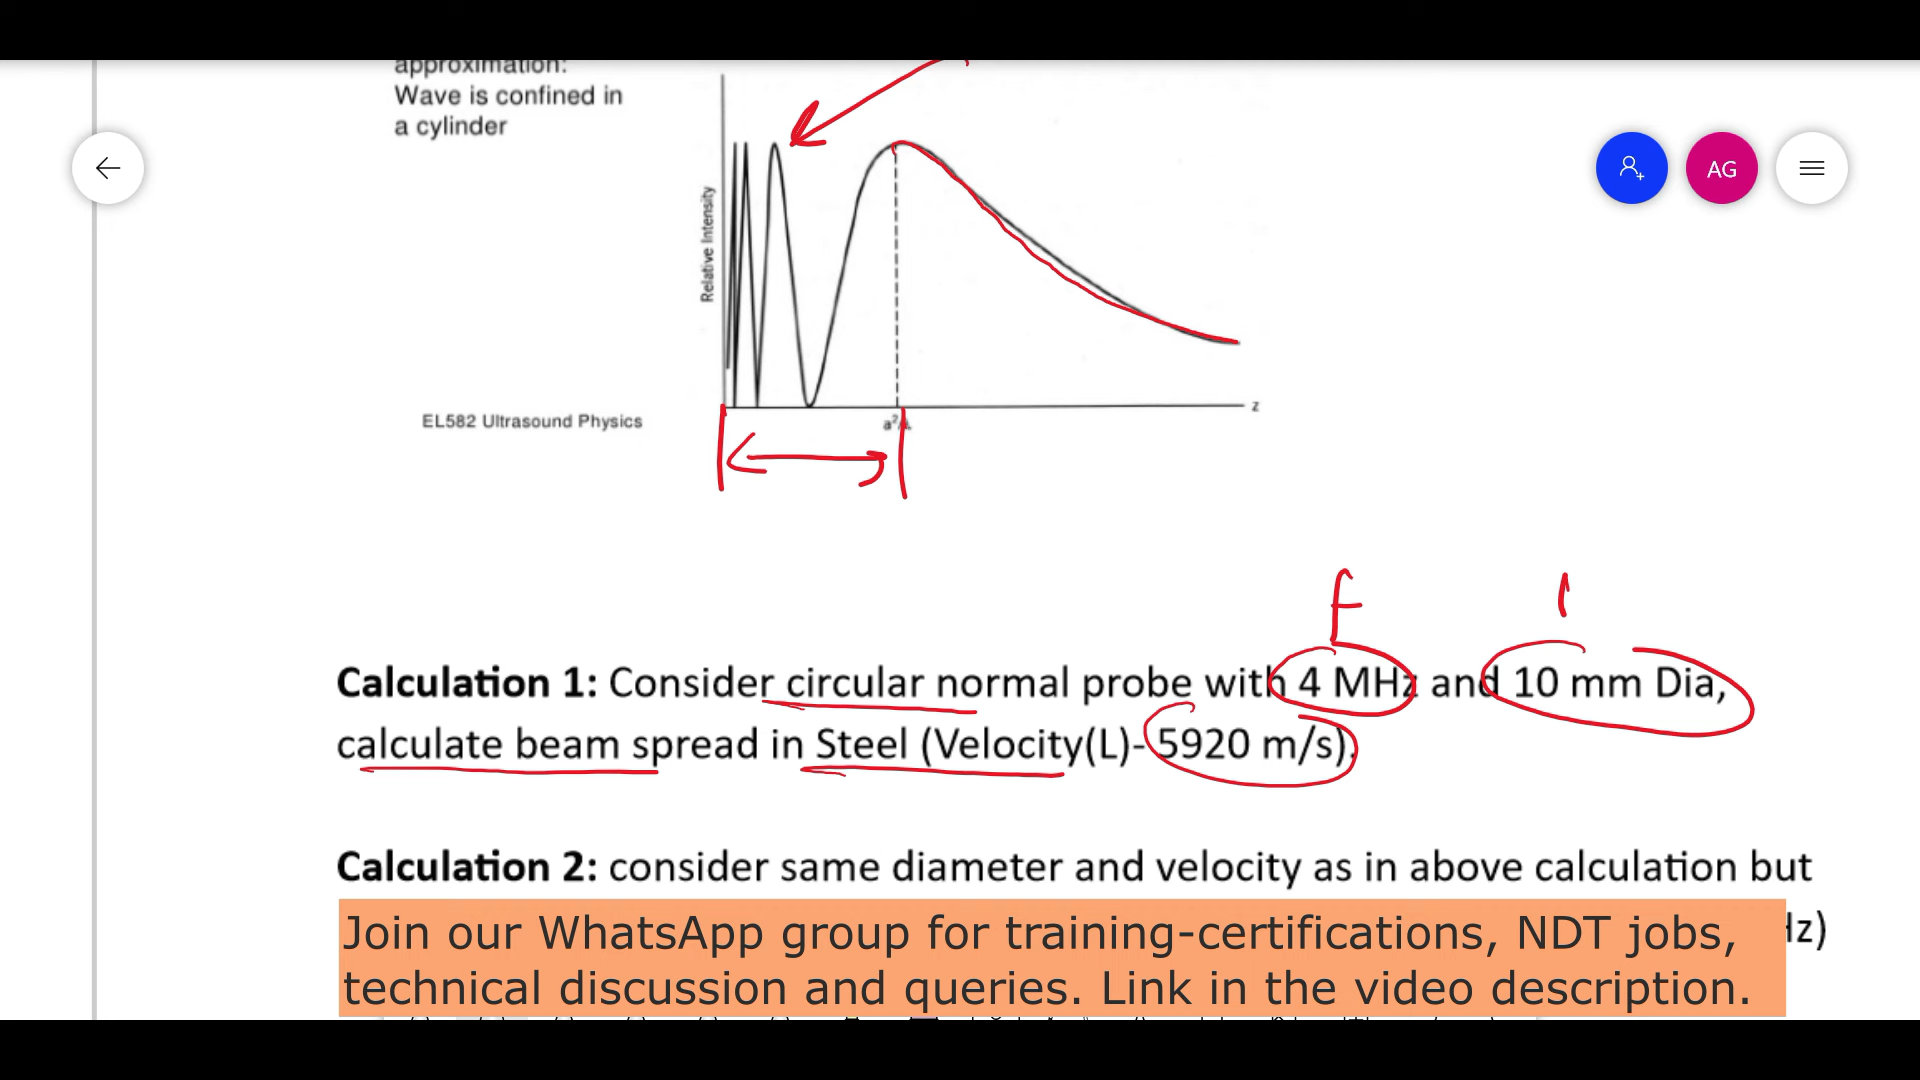 approximation:
Wave is confined in
a cylinder
AG
Relative Intensity
z
EL582 Ultrasound Physics
f
Calculation 1: Consider circular normal probe with 4 MHz and 10 mm Dia,
calculate beam spread in Steel (Velocity(L)- 5920 m/s).
Calculation 2: consider same diameter and velocity as in above calculation but
Hz)
Join our WhatsApp group for training-certifications, NDT jobs,
technical discussion and queries. Link in the video description.